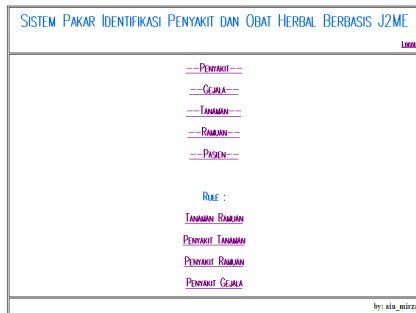 Sistem Pakar Identifikasi Penyakit dan Obat Herbal Berbasis J2ME
Logout
--Penyakit--
--Gejala--
--Tanaman--
--Ramuan--
--Pasien--
Rule :
Tanaman Ramuan
Penyakit Tanaman
Penyakit Ramuan
Penyakit Gejala
by: aiu_mirza